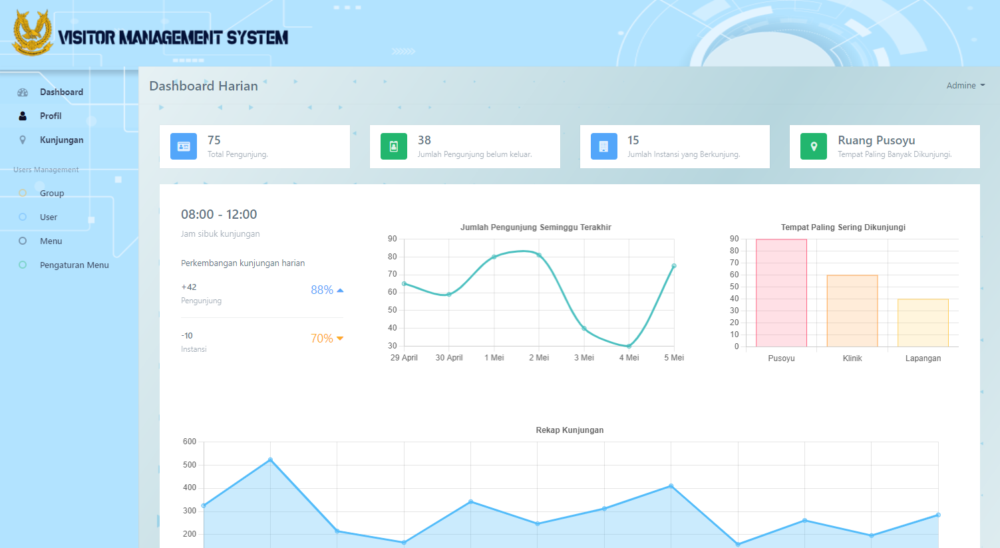 VISITOR MANAGEMENT SYSTEM
Dashboard
Profil
Kunjungan
Users Management
Group
User
Menu
Pengaturan Menu
Dashboard Harian
Admine
75
Total Pengunjung.
38
Jumlah Pengunjung belum keluar.
15
Jumlah Instansi yang Berkunjung.
Ruang Pusoyu
Tempat Paling Banyak Dikunjungi.
08:00 - 12:00
Jam sibuk kunjungan
Perkembangan kunjungan harian
+42
88%
Pengunjung
-10
70%
Instansi
Jumlah Pengunjung Seminggu Terakhir
90
80
70
60
50
40
30
29 April 30 April 1 Mei 2 Mei 3 Mei 4 Mei 5 Mei
Tempat Paling Sering Dikunjungi
90
80
70
60
50
40
30
20
10
0
Pusoyu Klinik Lapangan
Rekap Kunjungan
600
500
400
300
200